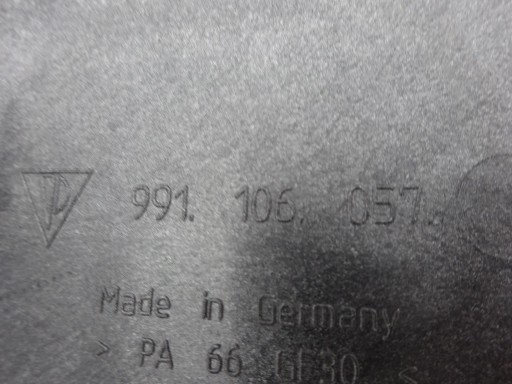 991. 106. 057.
Made in Germany
> PA 66 GF30 <